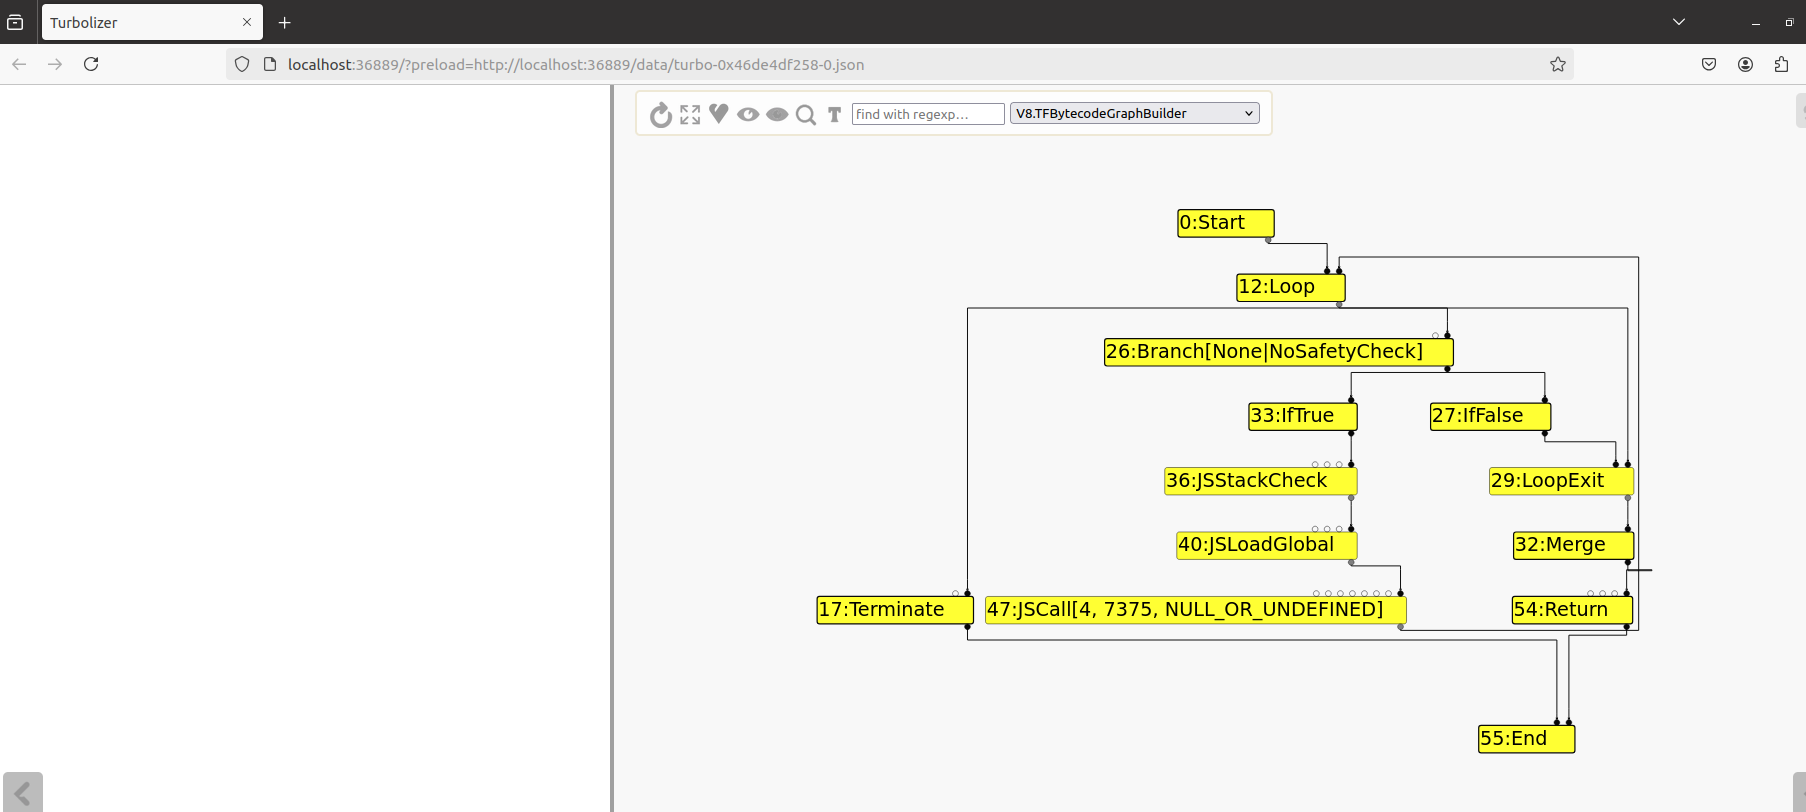 Turbolizer
localhost:36889/?preload=http://localhost:36889/data/turbo-0x46de4df258-0.json
T find with regexp... V8.TFBytecodeGraphBuilder
0:Start
12:Loop
26:Branch[None|NoSafetyCheck]
33:IfTrue 27:IfFalse
36:JSStackCheck 29:LoopExit
40:JSLoadGlobal 32:Merge
17:Terminate 47:JSCall[4, 7375, NULL_OR_UNDEFINED] 54:Return
55:End